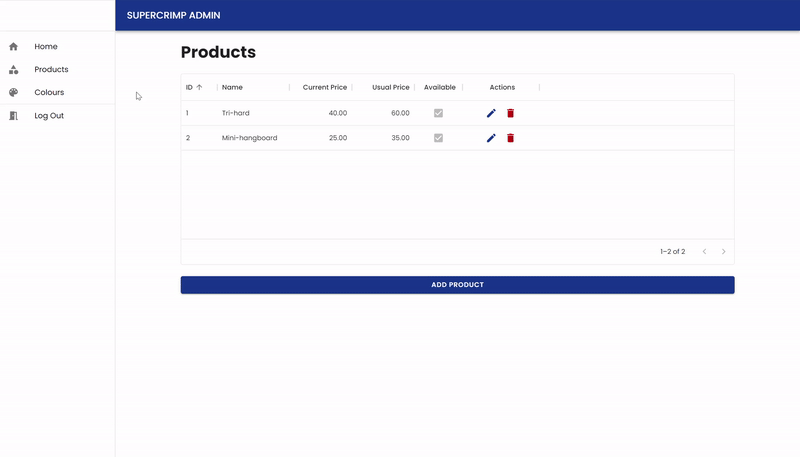 SUPERCRIMP ADMIN
Home
Products
Colours
Log Out
Products
ID Name Current Price Usual Price Available Actions
1 Tri-hard 40.00 60.00
2 Mini-hangboard 25.00 35.00
1–2 of 2
ADD PRODUCT